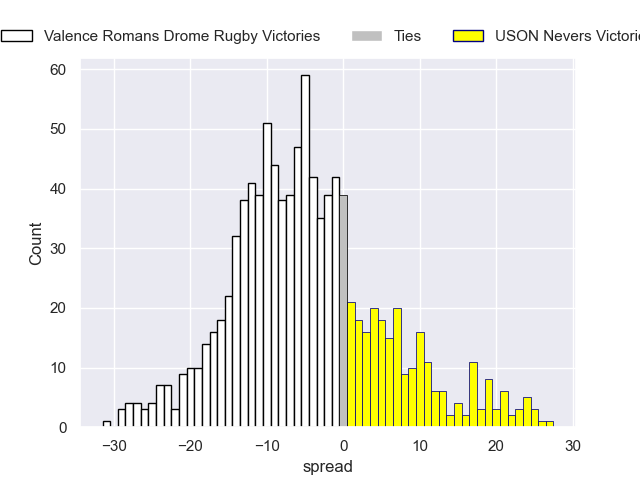 Valence Romans Drome Rugby Victories Ties USON Nevers Victorie
60
50
40
30
20
10
0
Count
−30 −20 −10 0 10 20 30
spread